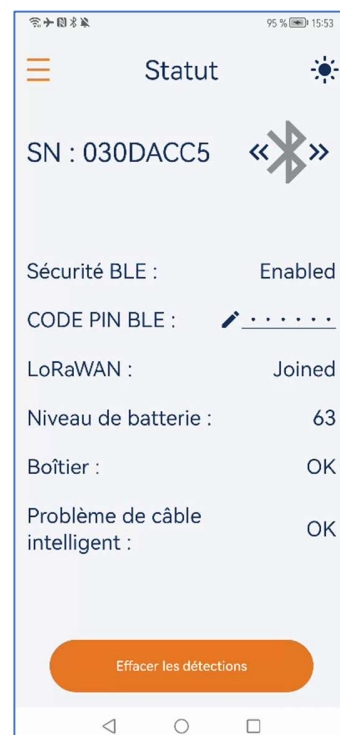 95 % 15:53
Statut
SN : 030DACC5
Sécurité BLE : Enabled
CODE PIN BLE : ······
LoRaWAN : Joined
Niveau de batterie : 63
Boîtier : OK
Problème de câble
intelligent : OK
Effacer les détections